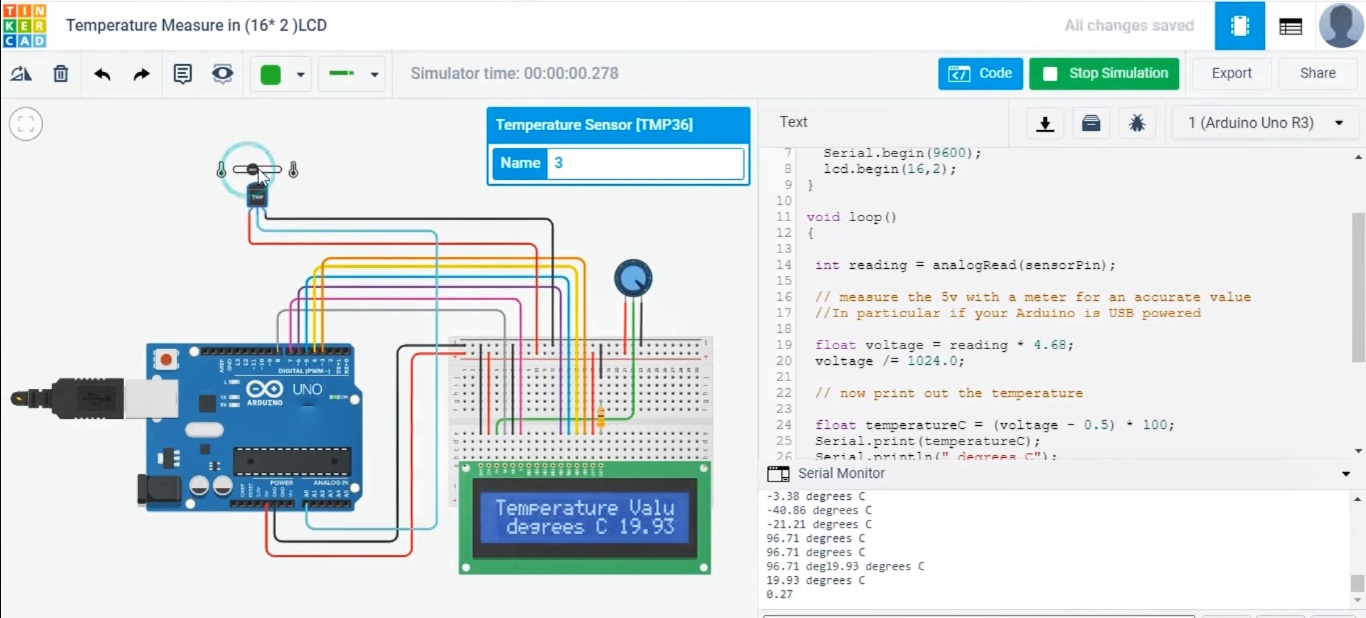 TIN
KER
CAD
Temperature Measure in (16* 2 )LCD
All changes saved
Simulator time: 00:00:00.278
Code
Stop Simulation
Export
Share
Temperature Sensor [TMP36]
Name 3
Text
1 (Arduino Uno R3)
TMP
7 Serial.begin(9600);
8 lcd.begin(16,2);
9 }
10
11 void loop()
12 {
13
14 int reading = analogRead(sensorPin);
15
16 // measure the 5v with a meter for an accurate value
17 //In particular if your Arduino is USB powered
18
19 float voltage = reading * 4.68;
20 voltage /= 1024.0;
21
22 // now print out the temperature
23
24 float temperatureC = (voltage - 0.5) * 100;
25 Serial.print(temperatureC);
26 Serial.println(" degrees C");
DIGITAL (PWM~)
UNO
ARDUINO
POWER
ANALOG IN
Temperature Valu
degrees C 19.93
Serial Monitor
-3.38 degrees C
-40.86 degrees C
-21.21 degrees C
96.71 degrees C
96.71 degrees C
96.71 deg19.93 degrees C
19.93 degrees C
0.27